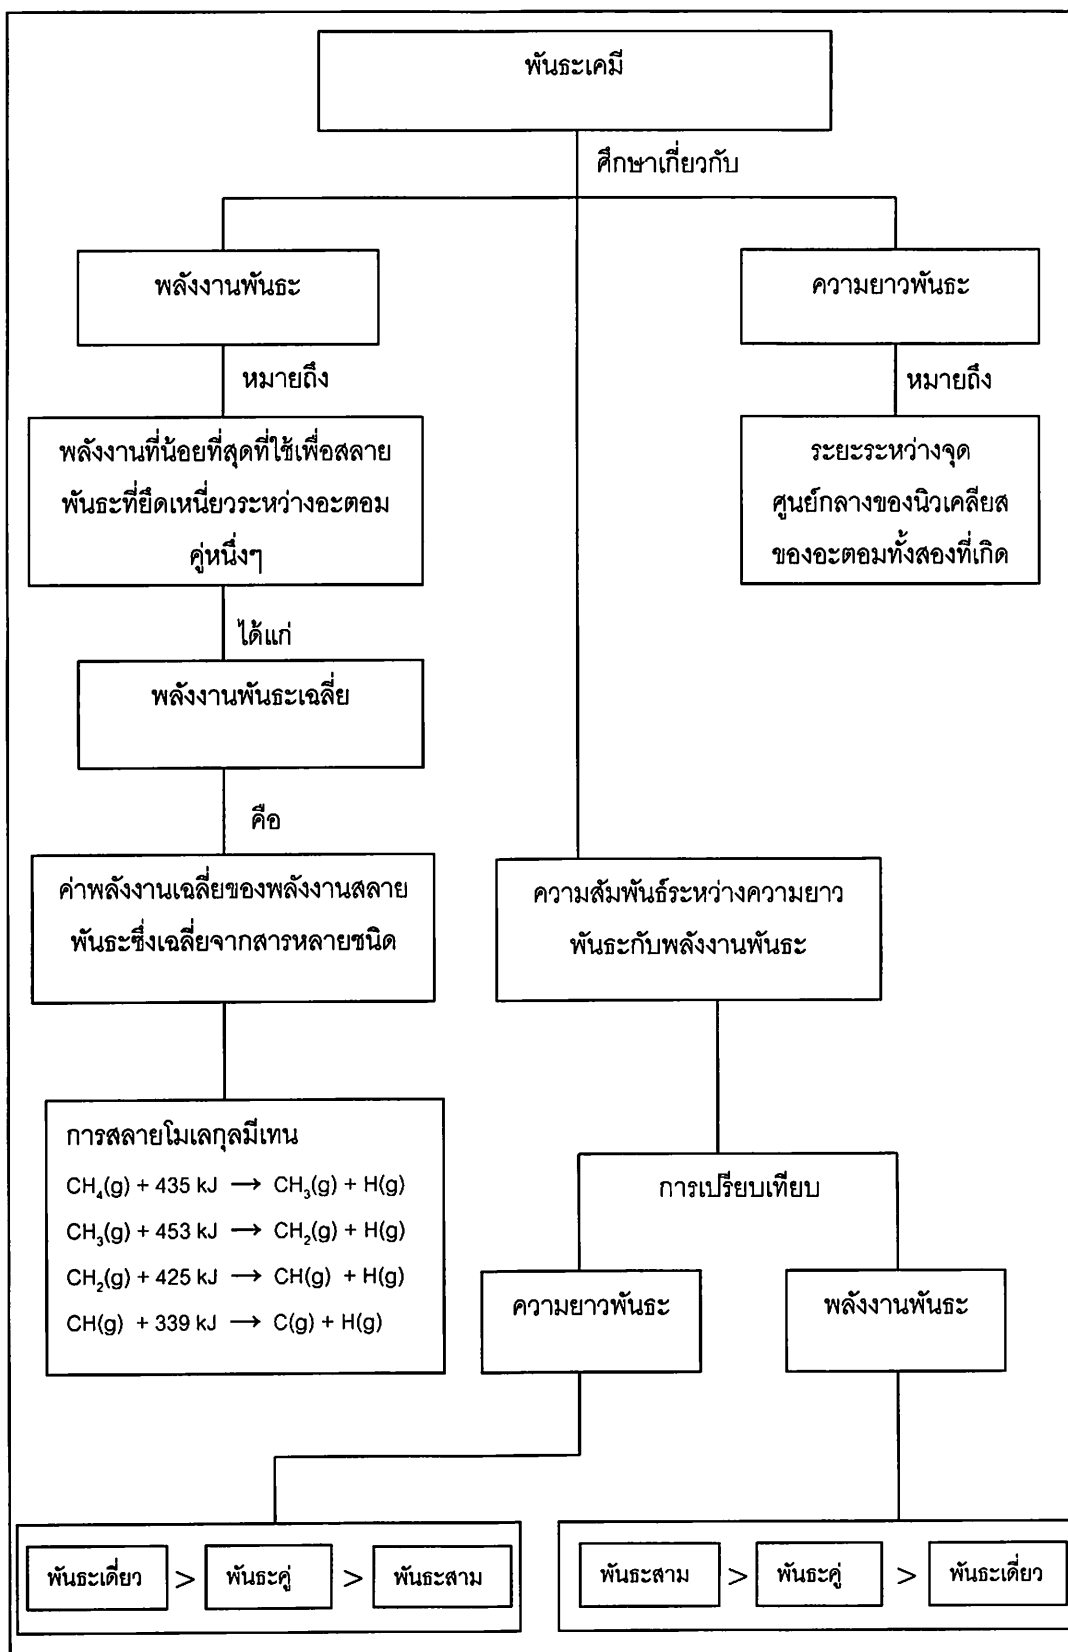 พันธะเคมี
ศึกษาเกี่ยวกับ
พลังงานพันธะ
ความยาวพันธะ
หมายถึง
หมายถึง
พลังงานที่น้อยที่สุดที่ใช้เพื่อสลาย
พันธะที่ยึดเหนี่ยวระหว่างอะตอม
คู่หนึ่งๆ
ระยะระหว่างจุด
ศูนย์กลางของนิวเคลียส
ของอะตอมทั้งสองที่เกิด
ได้แก่
พลังงานพันธะเฉลี่ย
คือ
ค่าพลังงานเฉลี่ยของพลังงานสลาย
พันธะซึ่งเฉลี่ยจากสารหลายชนิด
ความสัมพันธ์ระหว่างความยาว
พันธะกับพลังงานพันธะ
การสลายโมเลกุลมีเทน
CH₄(g) + 435 kJ → CH₃(g) + H(g)
CH₃(g) + 453 kJ → CH₂(g) + H(g)
CH₂(g) + 425 kJ → CH(g) + H(g)
CH(g) + 339 kJ → C(g) + H(g)
การเปรียบเทียบ
ความยาวพันธะ
พลังงานพันธะ
พันธะเดี่ยว > พันธะคู่ > พันธะสาม
พันธะสาม > พันธะคู่ > พันธะเดี่ยว